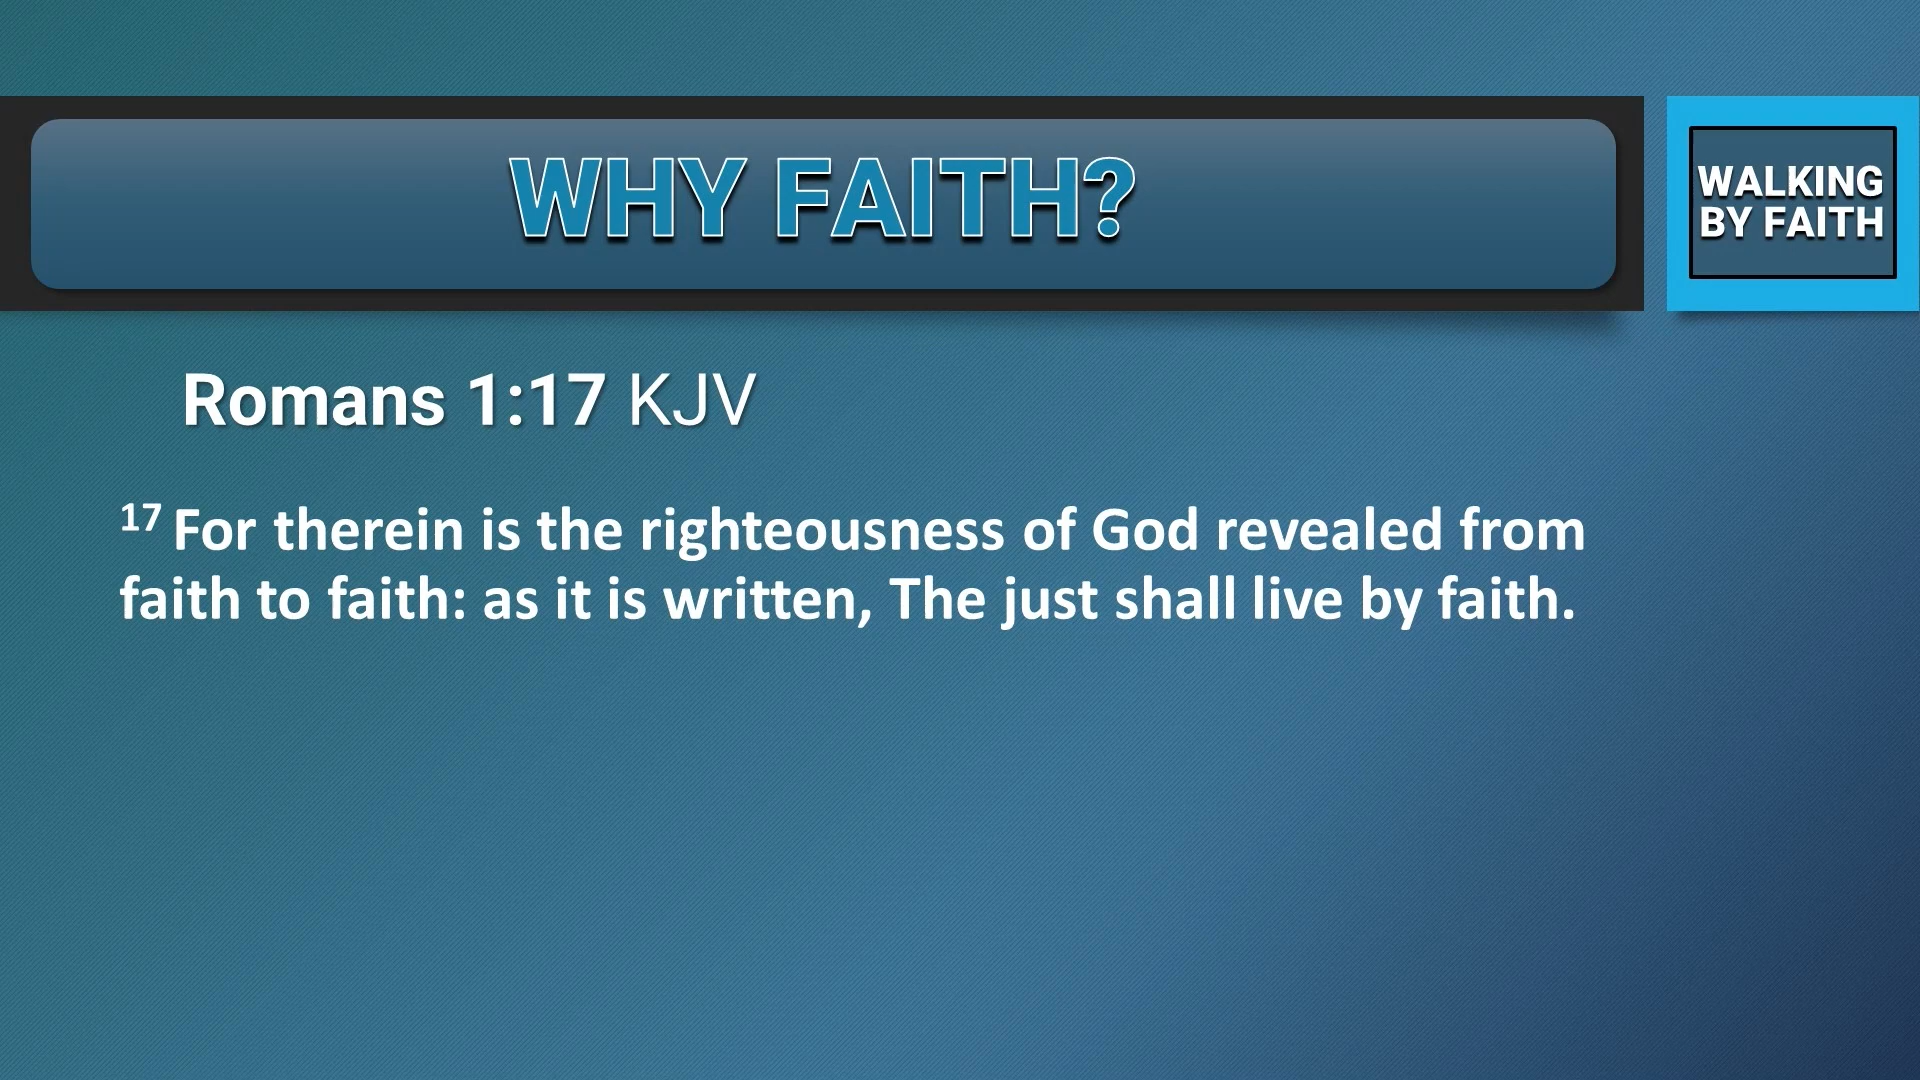 WHY FAITH?
WALKING
BY FAITH
Romans 1:17 KJV
17 For therein is the righteousness of God revealed from
faith to faith: as it is written, The just shall live by faith.